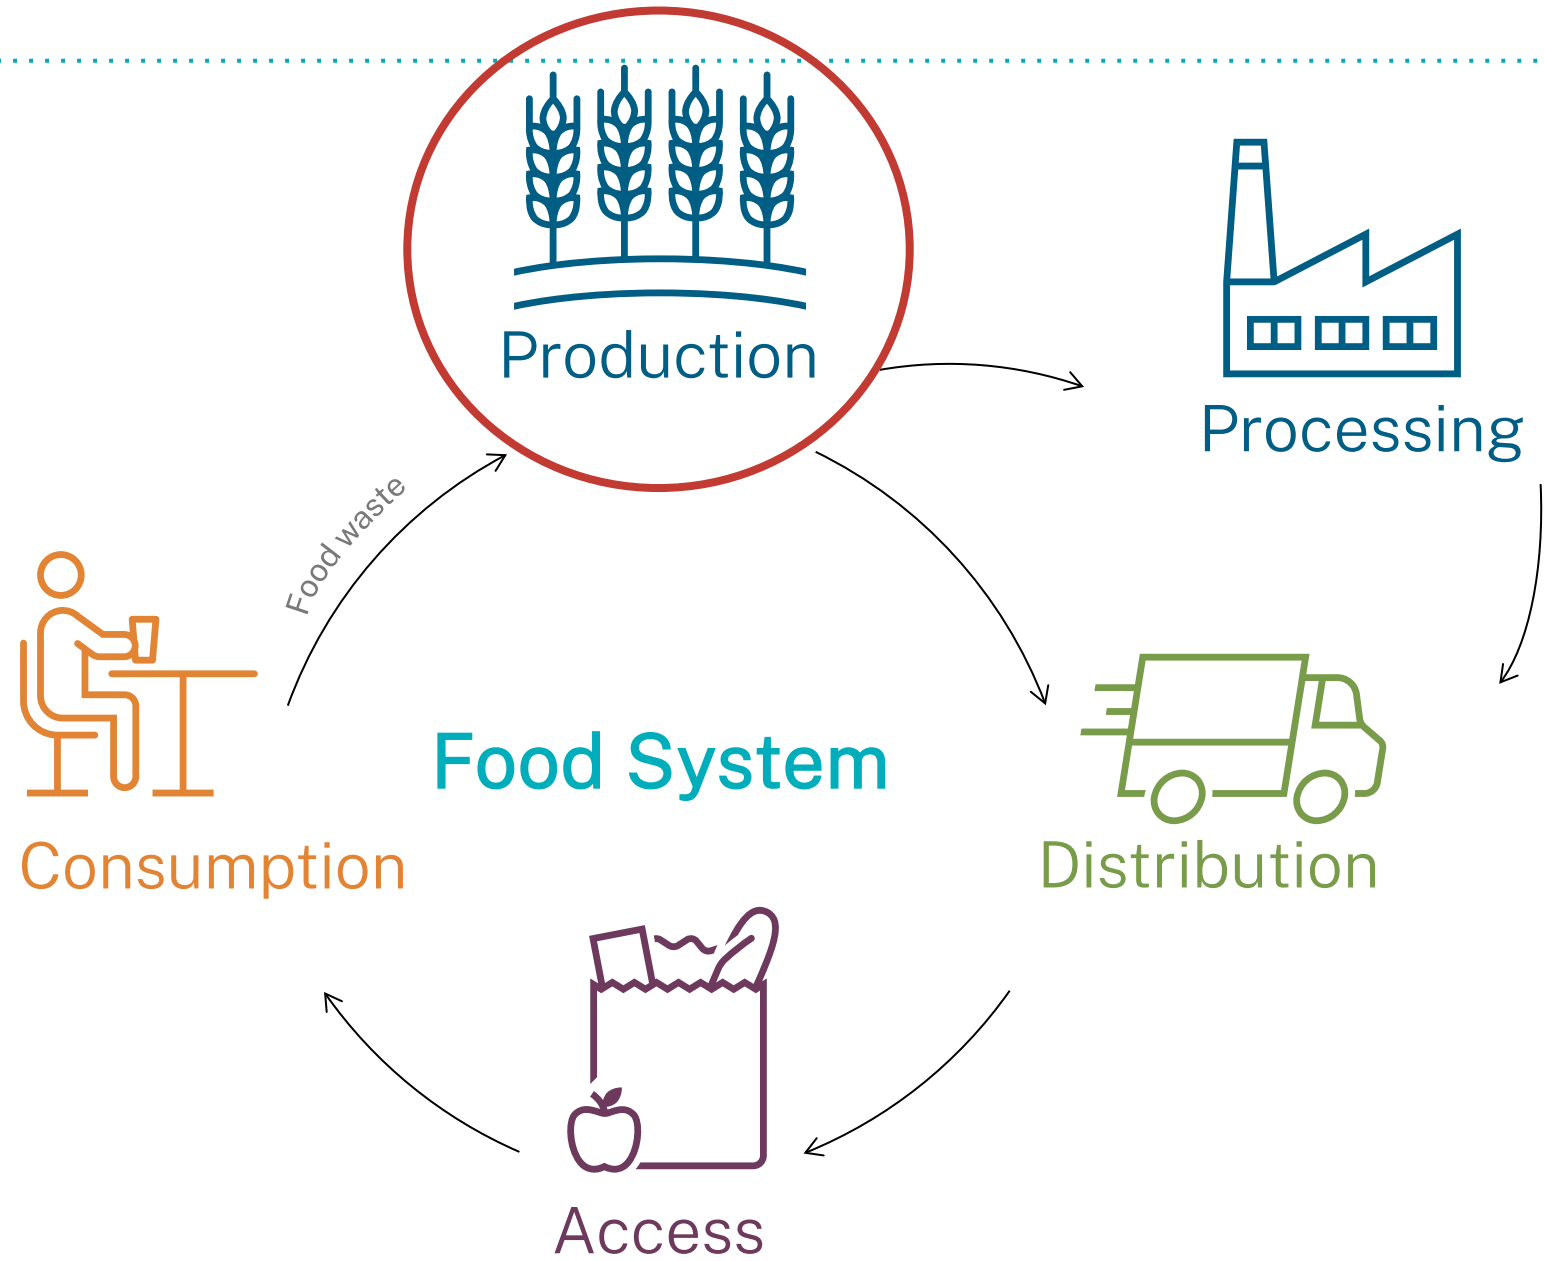 Production
Processing
Food waste
Food System
Distribution
Consumption
Access